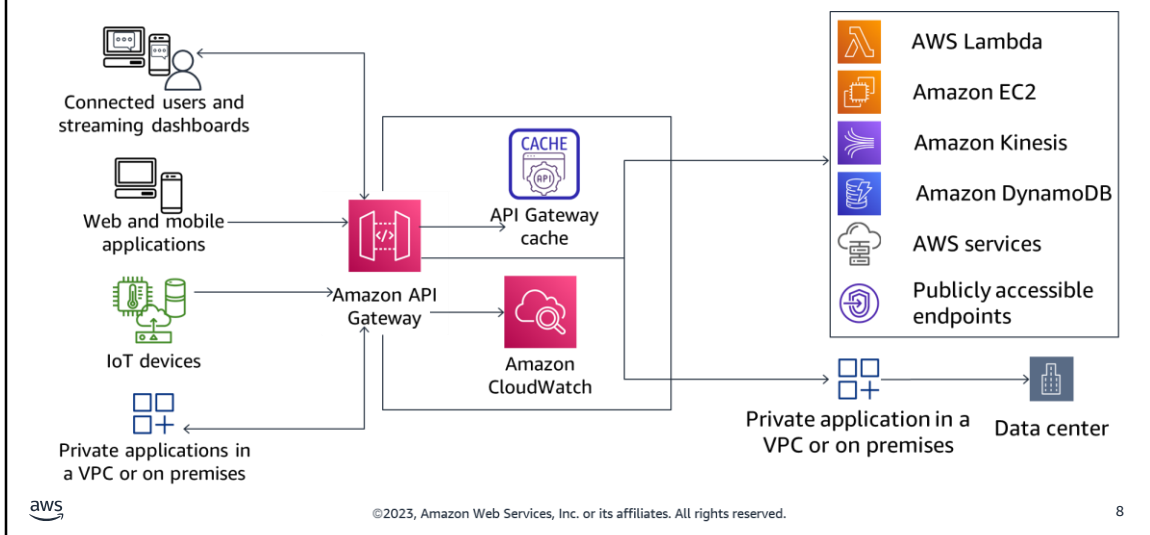 Connected users and
streaming dashboards
Web and mobile
applications
IoT devices
Private applications in
a VPC or on premises
</>
Amazon API
Gateway
CACHE
API
API Gateway
cache
Amazon
CloudWatch
AWS Lambda
Amazon EC2
Amazon Kinesis
Amazon DynamoDB
AWS services
Publicly accessible
endpoints
Private application in a
VPC or on premises
Data center
aws
©2023, Amazon Web Services, Inc. or its affiliates. All rights reserved.
8